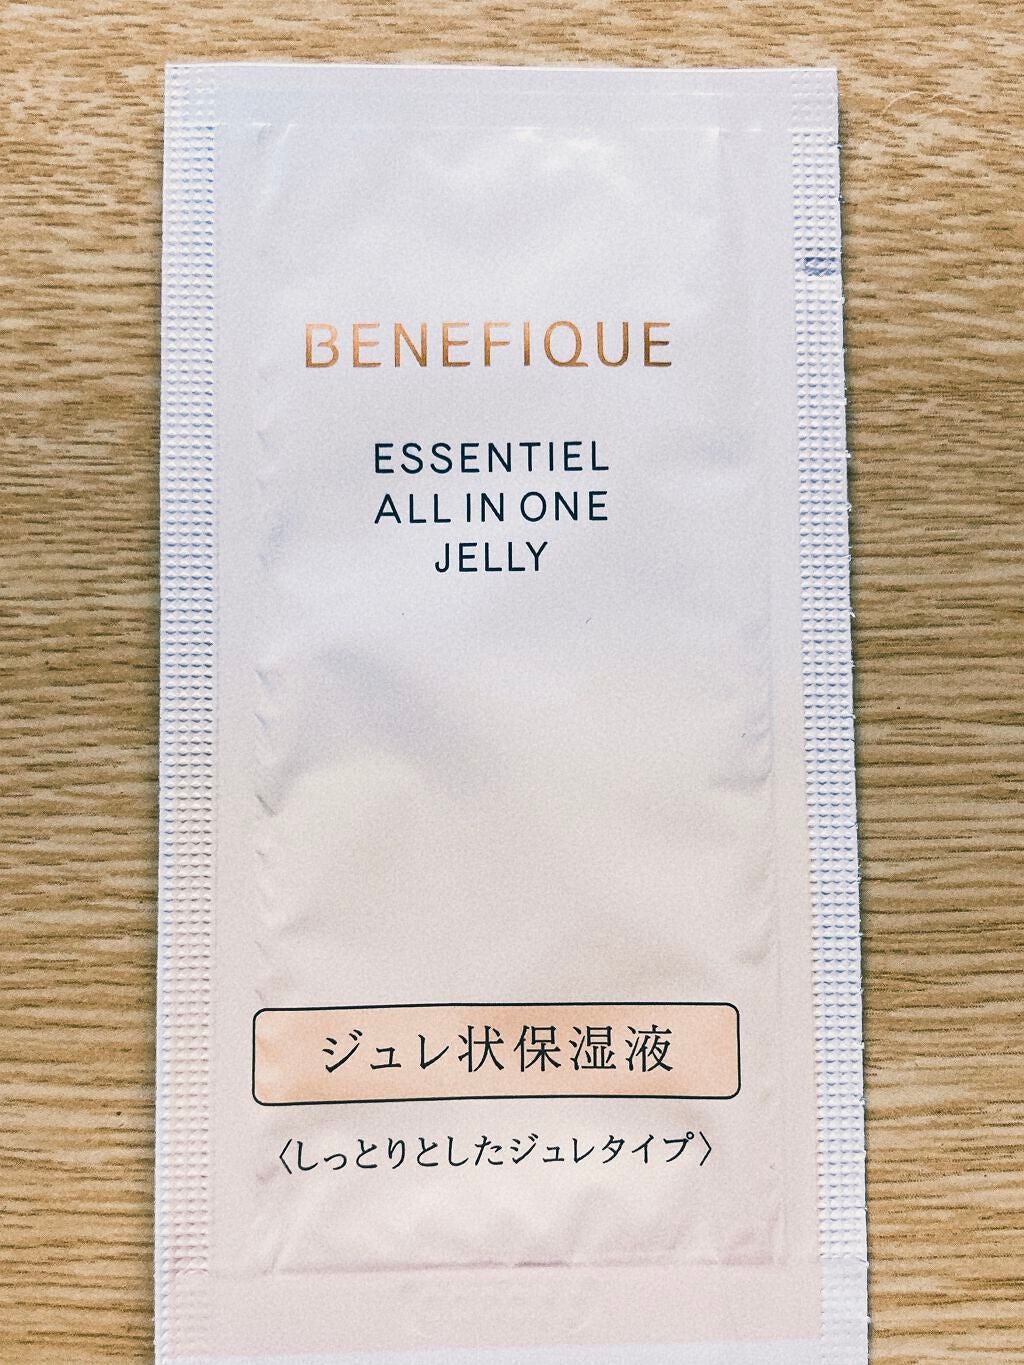 BENEFIQUE
ESSENTIEL
ALL IN ONE
JELLY
ジュレ状保湿液
〈しっとりとしたジュレタイプ〉